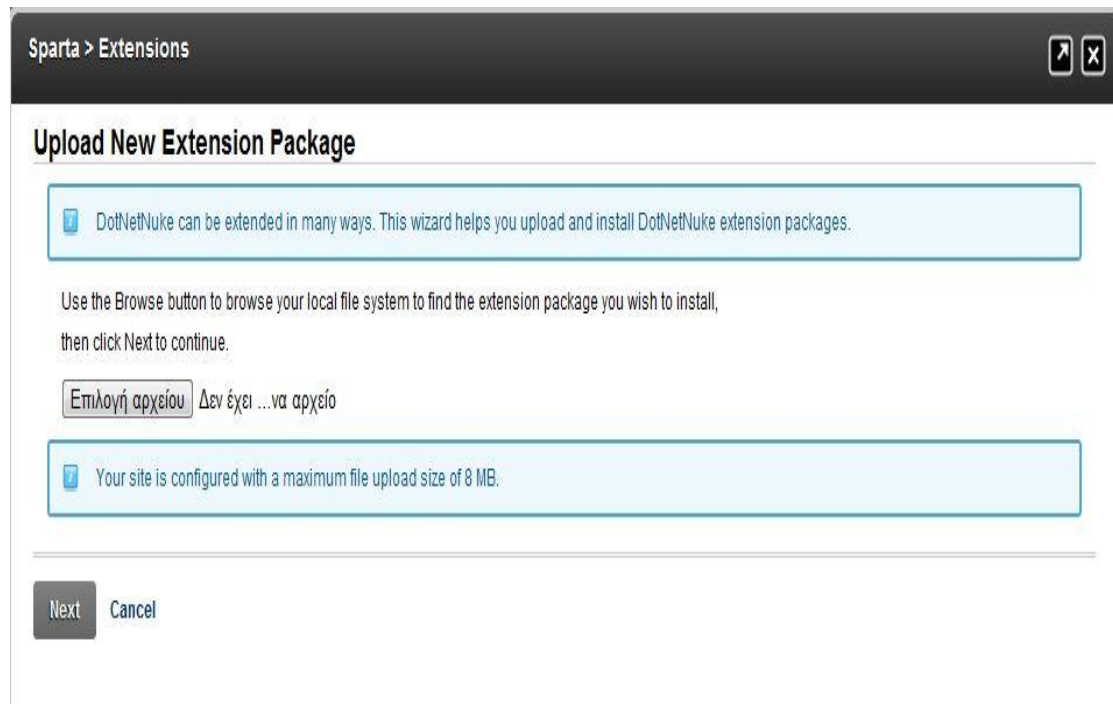 Sparta > Extensions
Upload New Extension Package
DotNetNuke can be extended in many ways. This wizard helps you upload and install DotNetNuke extension packages.
Use the Browse button to browse your local file system to find the extension package you wish to install,
then click Next to continue.
Επιλογή αρχείου Δεν έχει ...να αρχείο
Your site is configured with a maximum file upload size of 8 MB.
Next Cancel